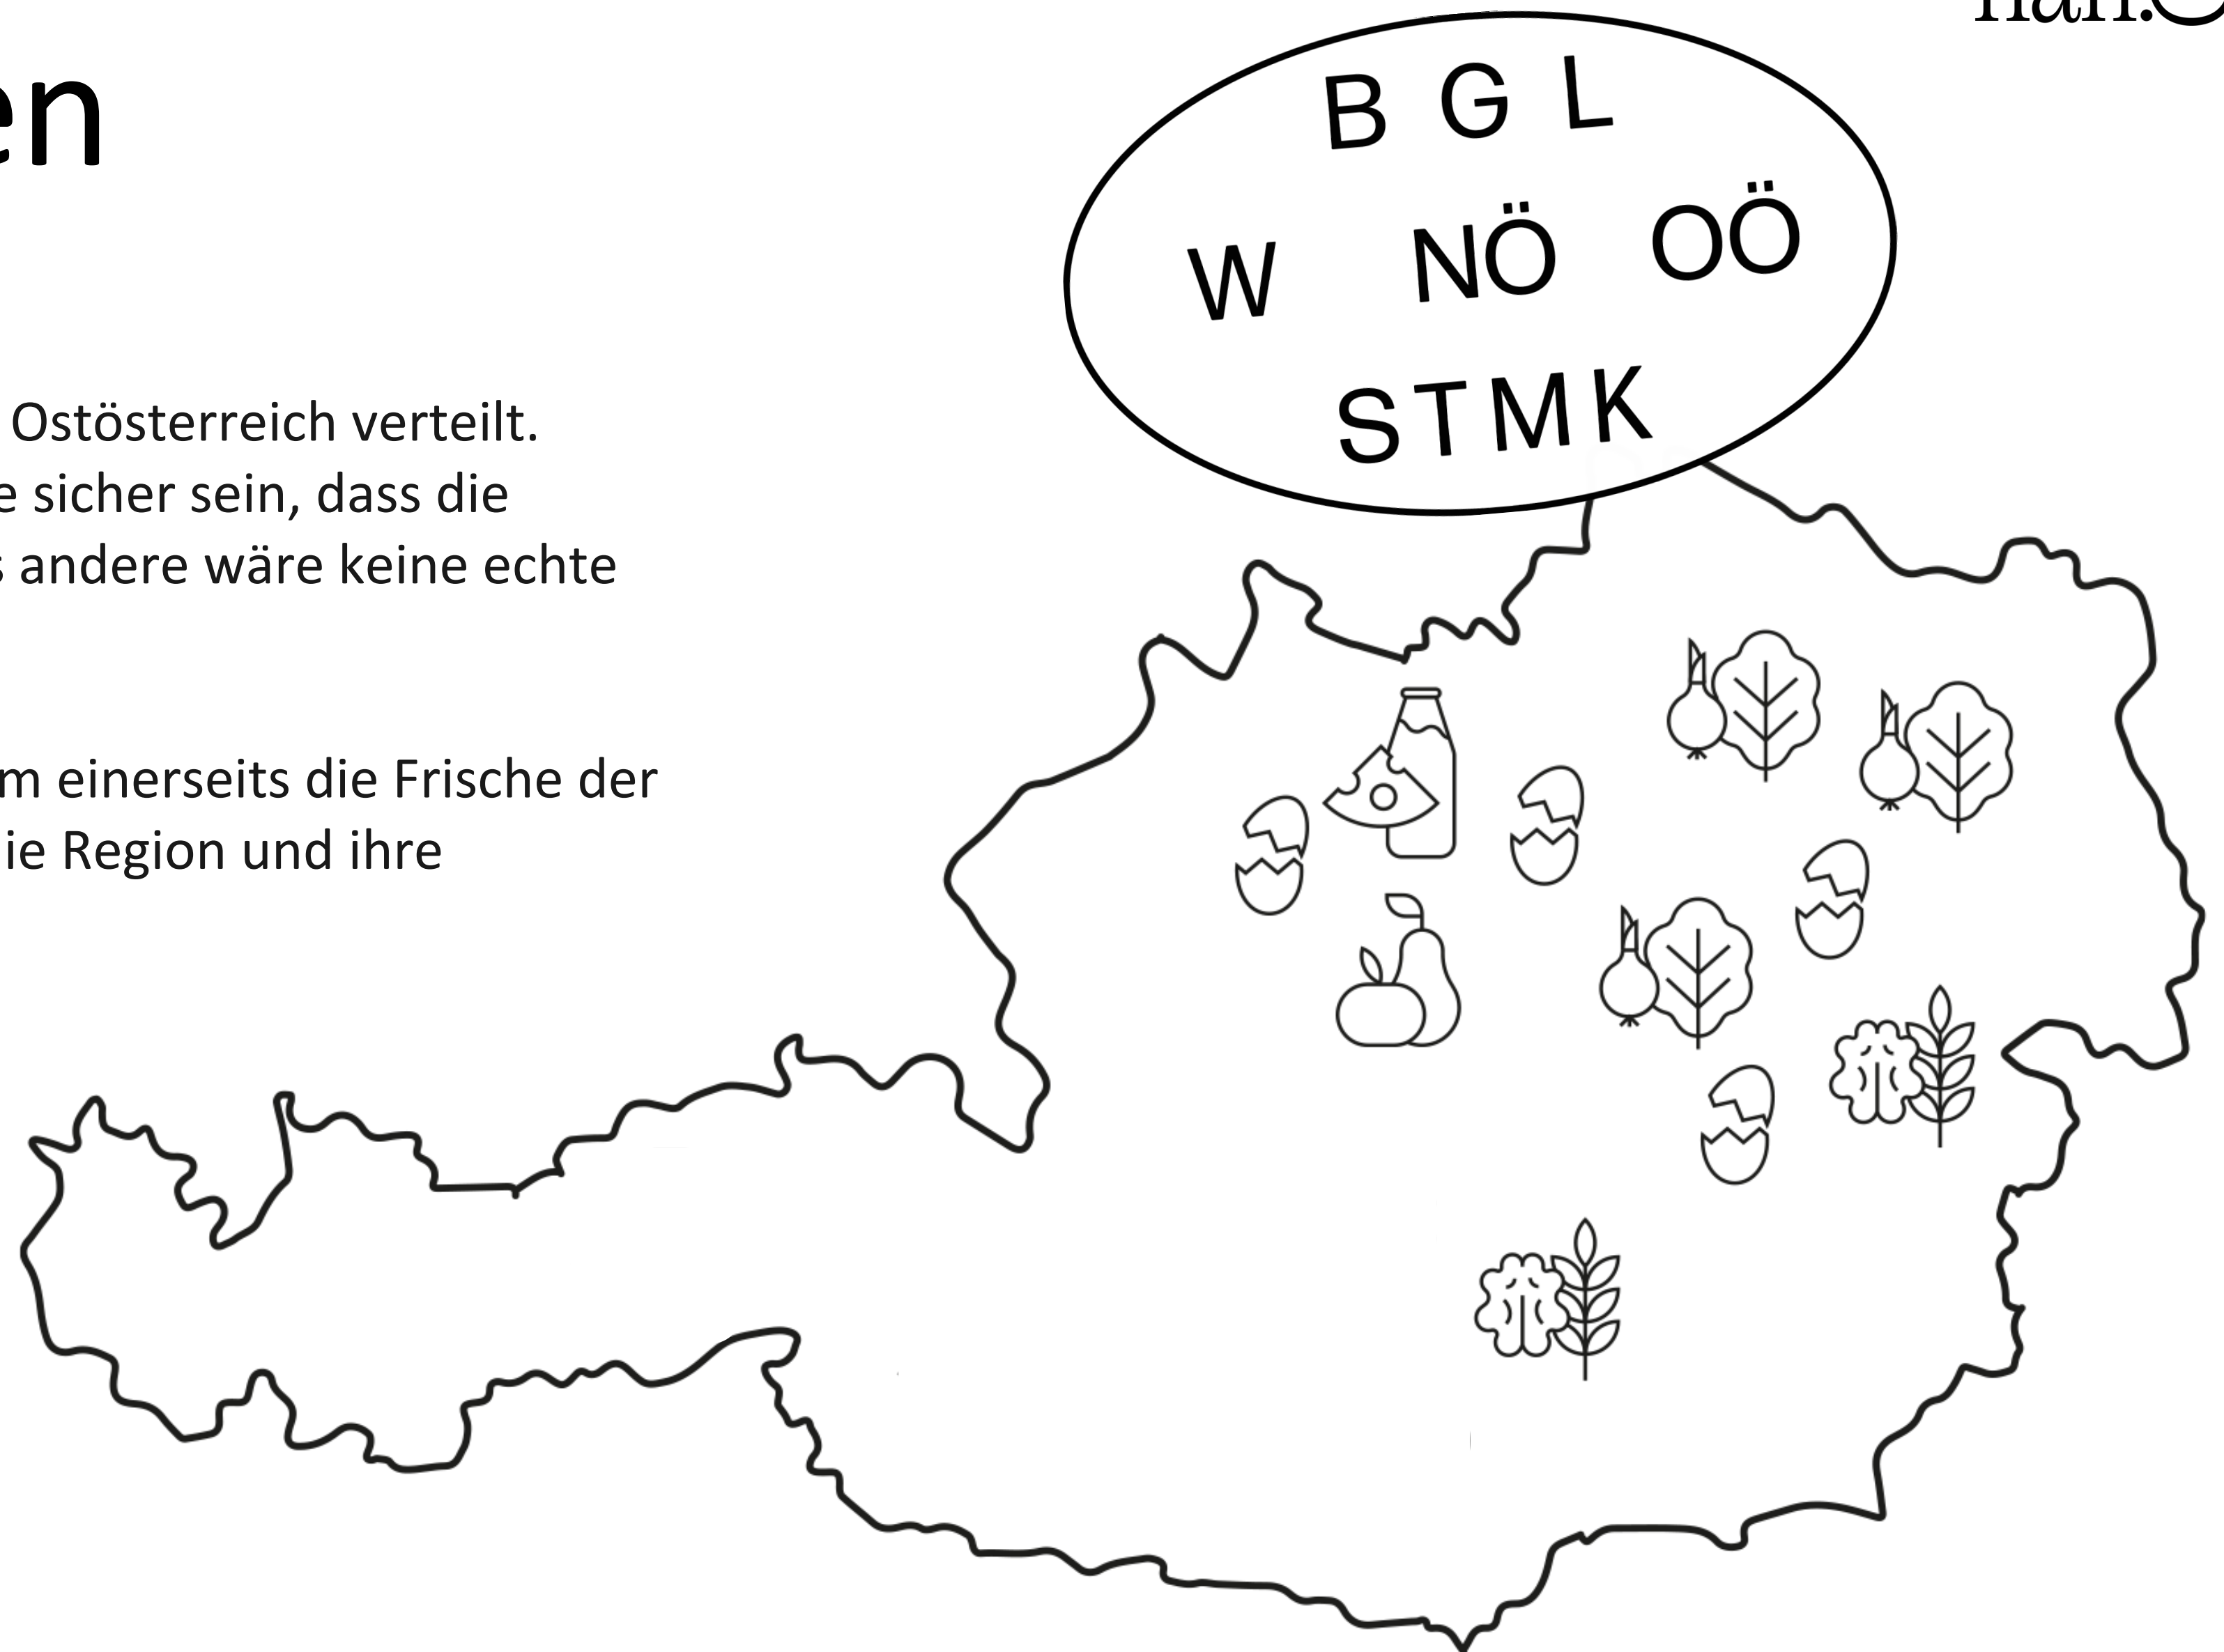 en
Ostösterreich verteilt.
sicher sein, dass die
andere wäre keine echte
einerseits die Frische der
Region und ihre
B G L
W NÖ OÖ
STMK